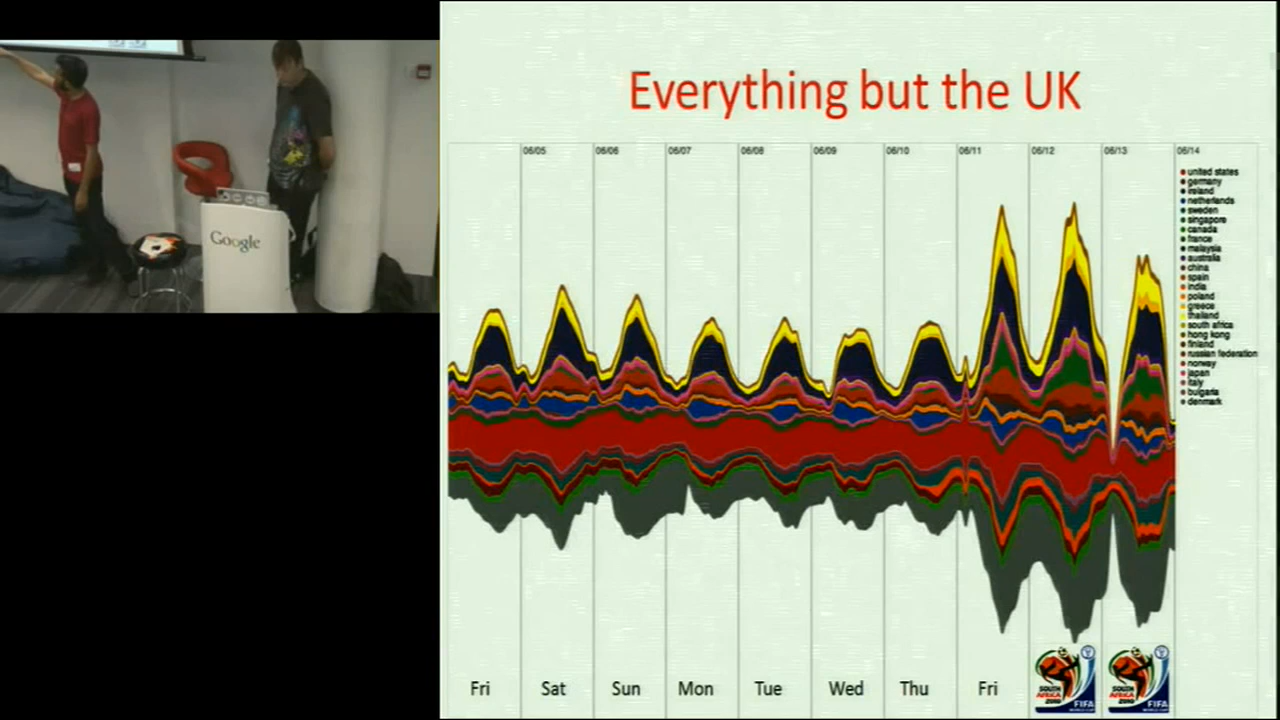 Everything but the UK
06/05 06/06 06/07 06/08 06/09 06/10 06/11 06/12 06/13 06/14
united states
germany
ireland
netherlands
sweden
singapore
canada
france
malaysia
australia
china
spain
india
poland
greece
thailand
south africa
hong kong
finland
russian federation
norway
japan
italy
bulgaria
denmark
Google
Fri Sat Sun Mon Tue Wed Thu Fri
SOUTH AFRICA 2010 FIFA WORLD CUP
SOUTH AFRICA 2010 FIFA WORLD CUP